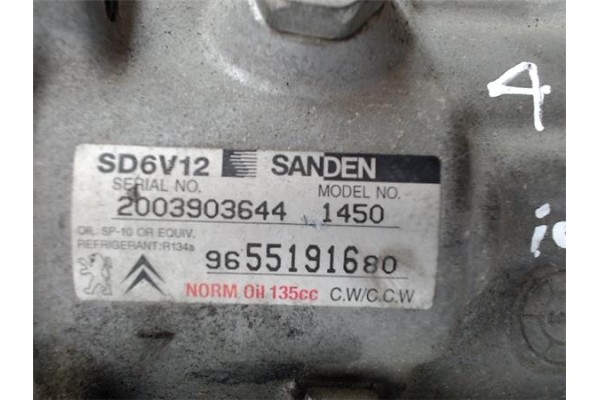 4
SD6V12 SANDEN
SERIAL NO. MODEL NO.
2003903644 1450
OIL: SP-10 OR EQUIV.
REFRIGERANT:R134a
9655191680
NORM Oil 135cc C.W/C.C.W